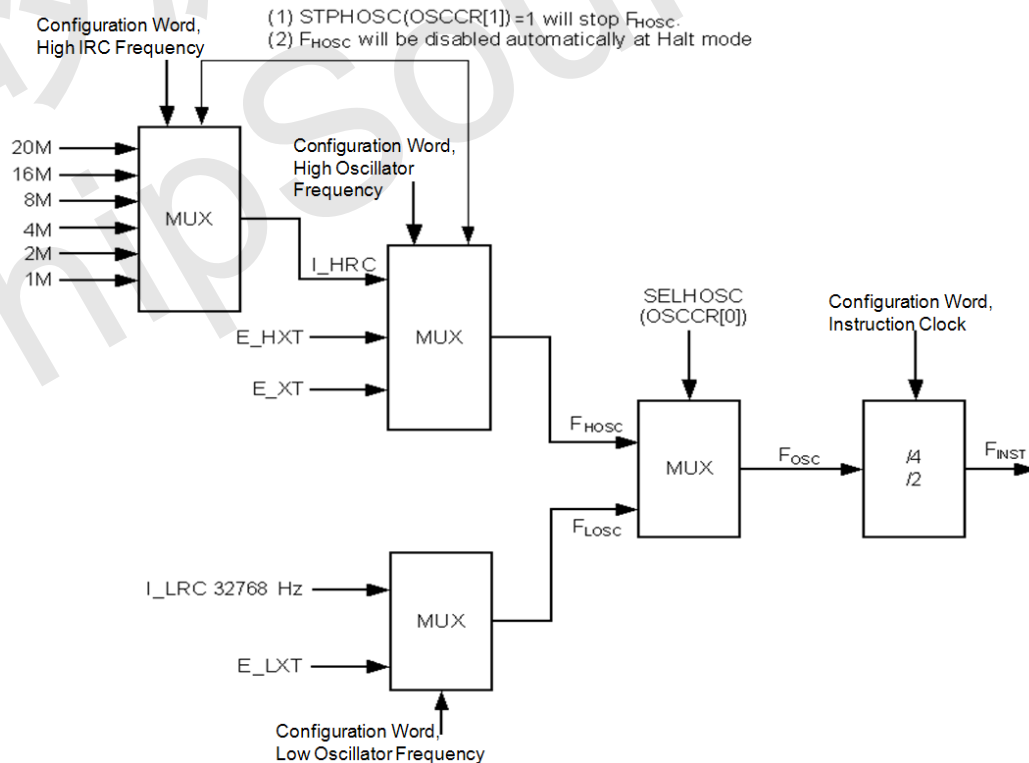 (1) STPHOSC(OSCCR[1])=1 will stop FHOSC.
(2) FHOSC will be disabled automatically at Halt mode
Configuration Word,
High IRC Frequency
20M
16M
8M
4M
2M
1M
MUX
Configuration Word,
High Oscillator
Frequency
I_HRC
E_HXT
E_XT
MUX
SELHOSC
(OSCCR[0])
Configuration Word,
Instruction Clock
FHOSC
FLOSC
MUX
FOSC
/4
/2
FINST
I_LRC 32768 Hz
E_LXT
MUX
Configuration Word,
Low Oscillator Frequency